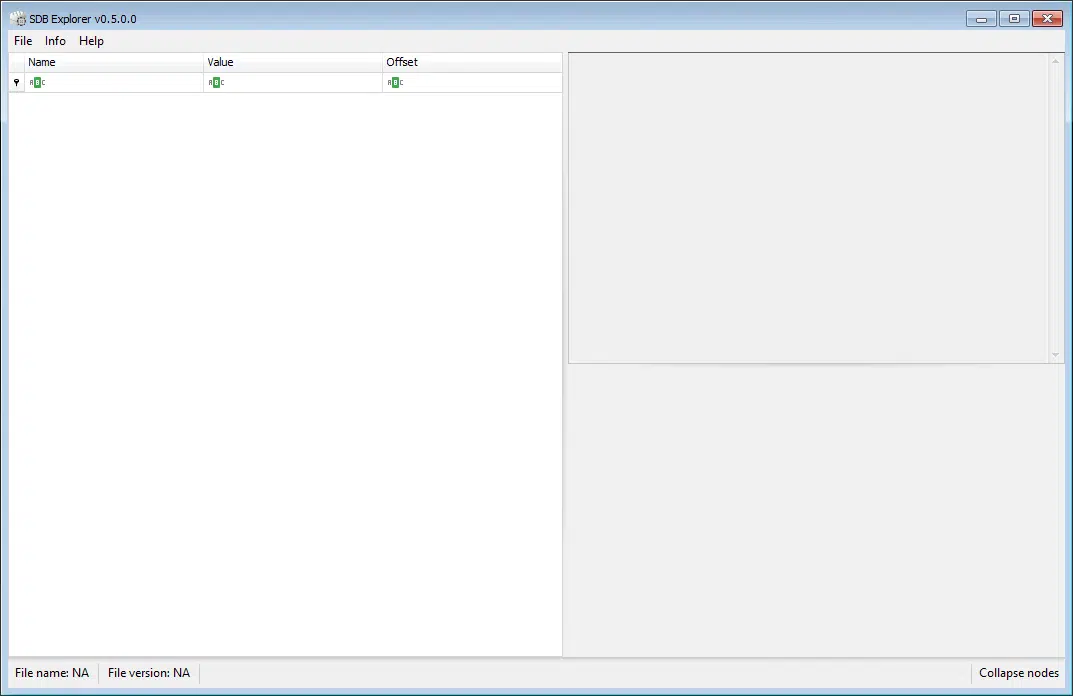 SDB Explorer v0.5.0.0
File Info Help
Name Value Offset
ABC ABC ABC
File name: NA File version: NA Collapse nodes